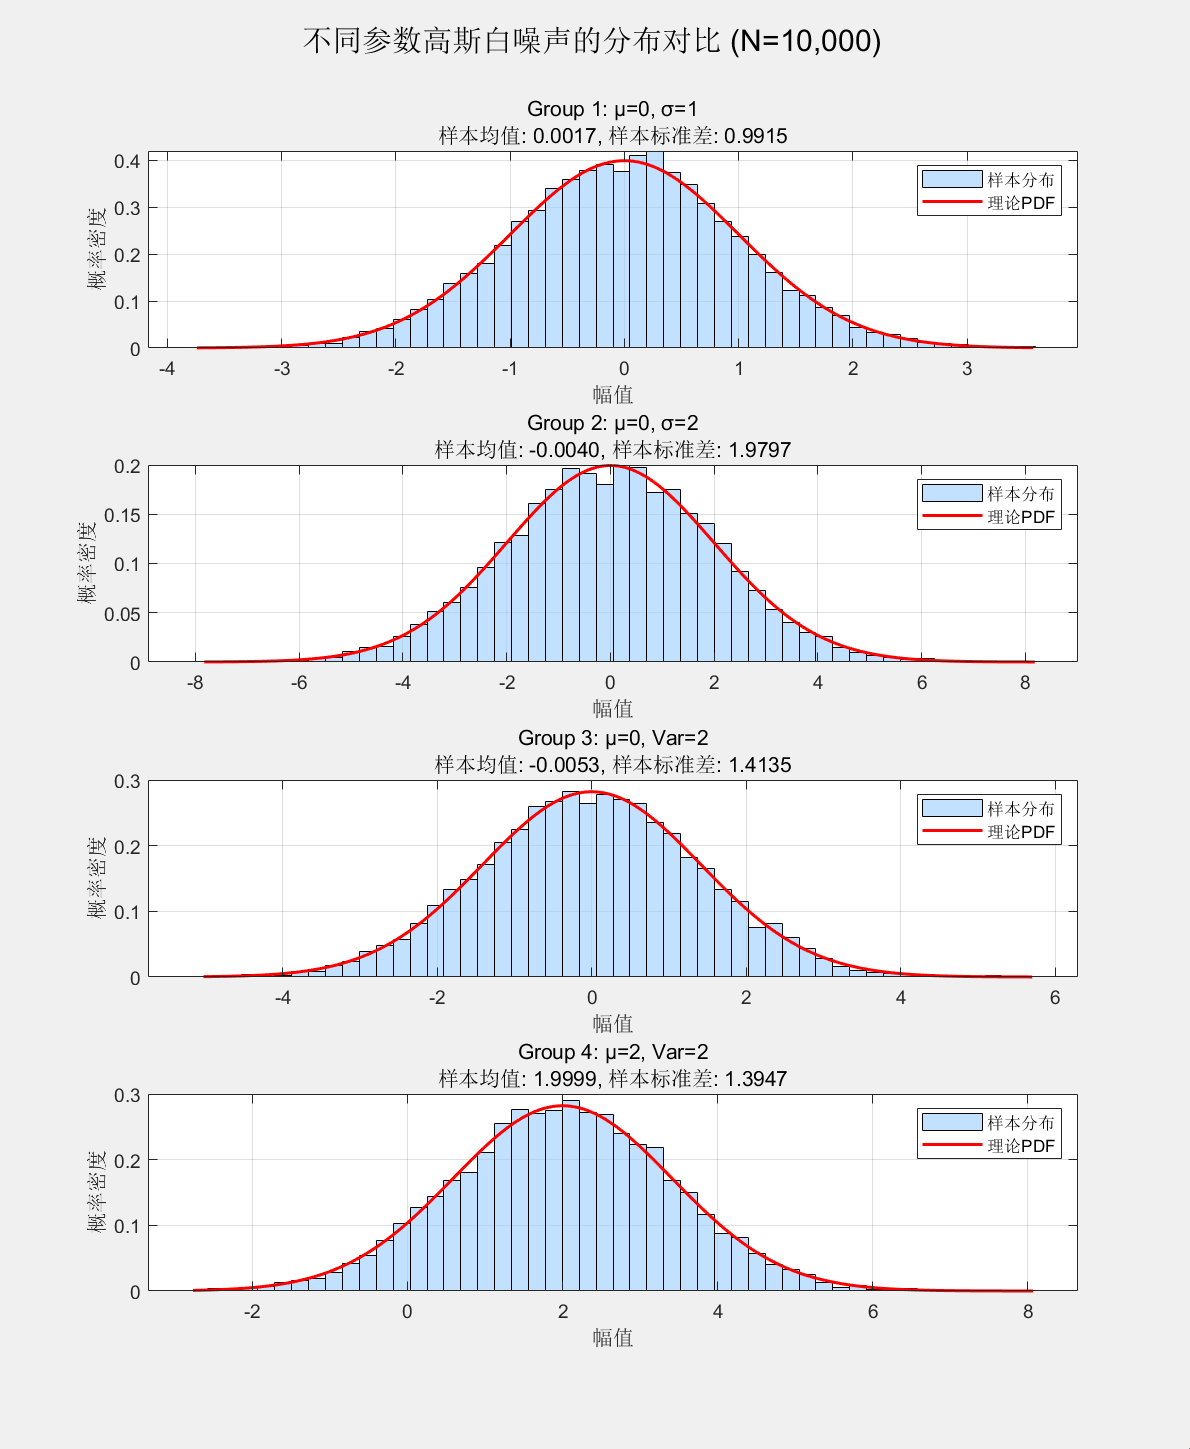 不同参数高斯白噪声的分布对比 (N=10,000)
Group 1: μ=0, σ=1
样本均值: 0.0017, 样本标准差: 0.9915
0.4
0.3
0.2
0.1
0
概率密度
样本分布
理论PDF
-4 -3 -2 -1 0 1 2 3
幅值
Group 2: μ=0, σ=2
样本均值: -0.0040, 样本标准差: 1.9797
0.2
0.15
0.1
0.05
0
概率密度
样本分布
理论PDF
-8 -6 -4 -2 0 2 4 6 8
幅值
Group 3: μ=0, Var=2
样本均值: -0.0053, 样本标准差: 1.4135
0.3
0.2
0.1
0
概率密度
样本分布
理论PDF
-4 -2 0 2 4 6
幅值
Group 4: μ=2, Var=2
样本均值: 1.9999, 样本标准差: 1.3947
0.3
0.2
0.1
0
概率密度
样本分布
理论PDF
-2 0 2 4 6 8
幅值